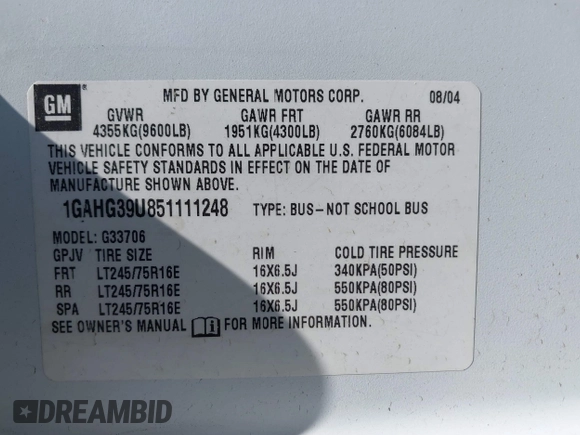 GM ®
MFD BY GENERAL MOTORS CORP. 08/04
GVWR GAWR FRT GAWR RR
4355KG(9600LB) 1951KG(4300LB) 2760KG(6084LB)
THIS VEHICLE CONFORMS TO ALL APPLICABLE U.S. FEDERAL MOTOR
VEHICLE SAFETY STANDARDS IN EFFECT ON THE DATE OF
MANUFACTURE SHOWN ABOVE.
1GAHG39U851111248 TYPE: BUS-NOT SCHOOL BUS
MODEL: G33706
GPJV TIRE SIZE RIM COLD TIRE PRESSURE
FRT LT245/75R16E 16X6.5J 340KPA(50PSI)
RR LT245/75R16E 16X6.5J 550KPA(80PSI)
SPA LT245/75R16E 16X6.5J 550KPA(80PSI)
SEE OWNER'S MANUAL FOR MORE INFORMATION.
DREAMBID